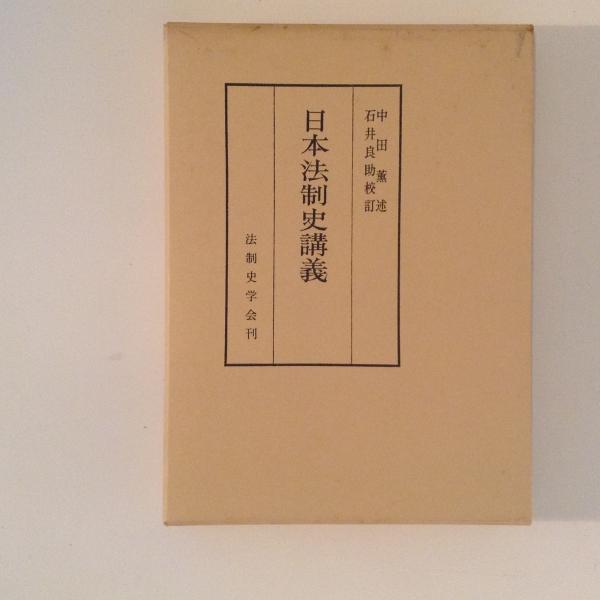 中田薫述
石井良助校訂
日本法制史講義
法制史学会刊